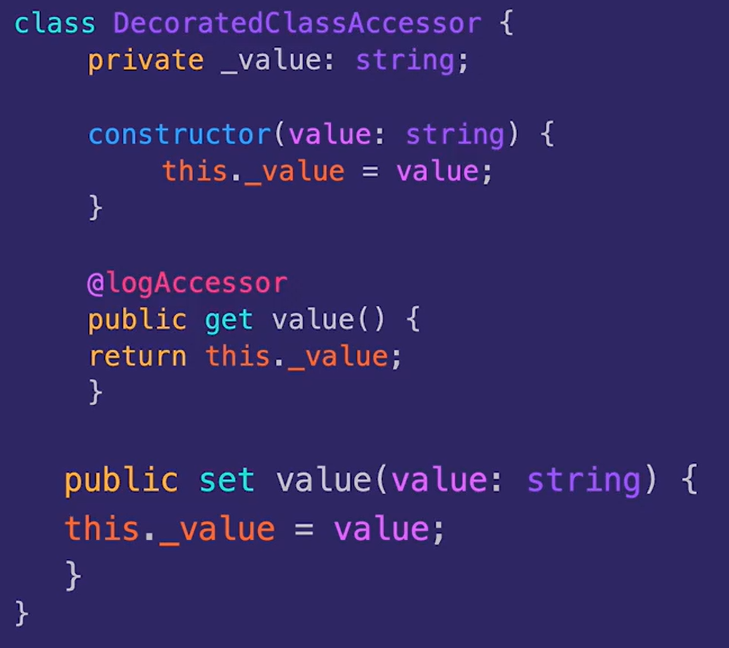 class DecoratedClassAccessor {
private _value: string;
constructor(value: string) {
this._value = value;
}
@logAccessor
public get value() {
return this._value;
}
public set value(value: string) {
this._value = value;
}
}